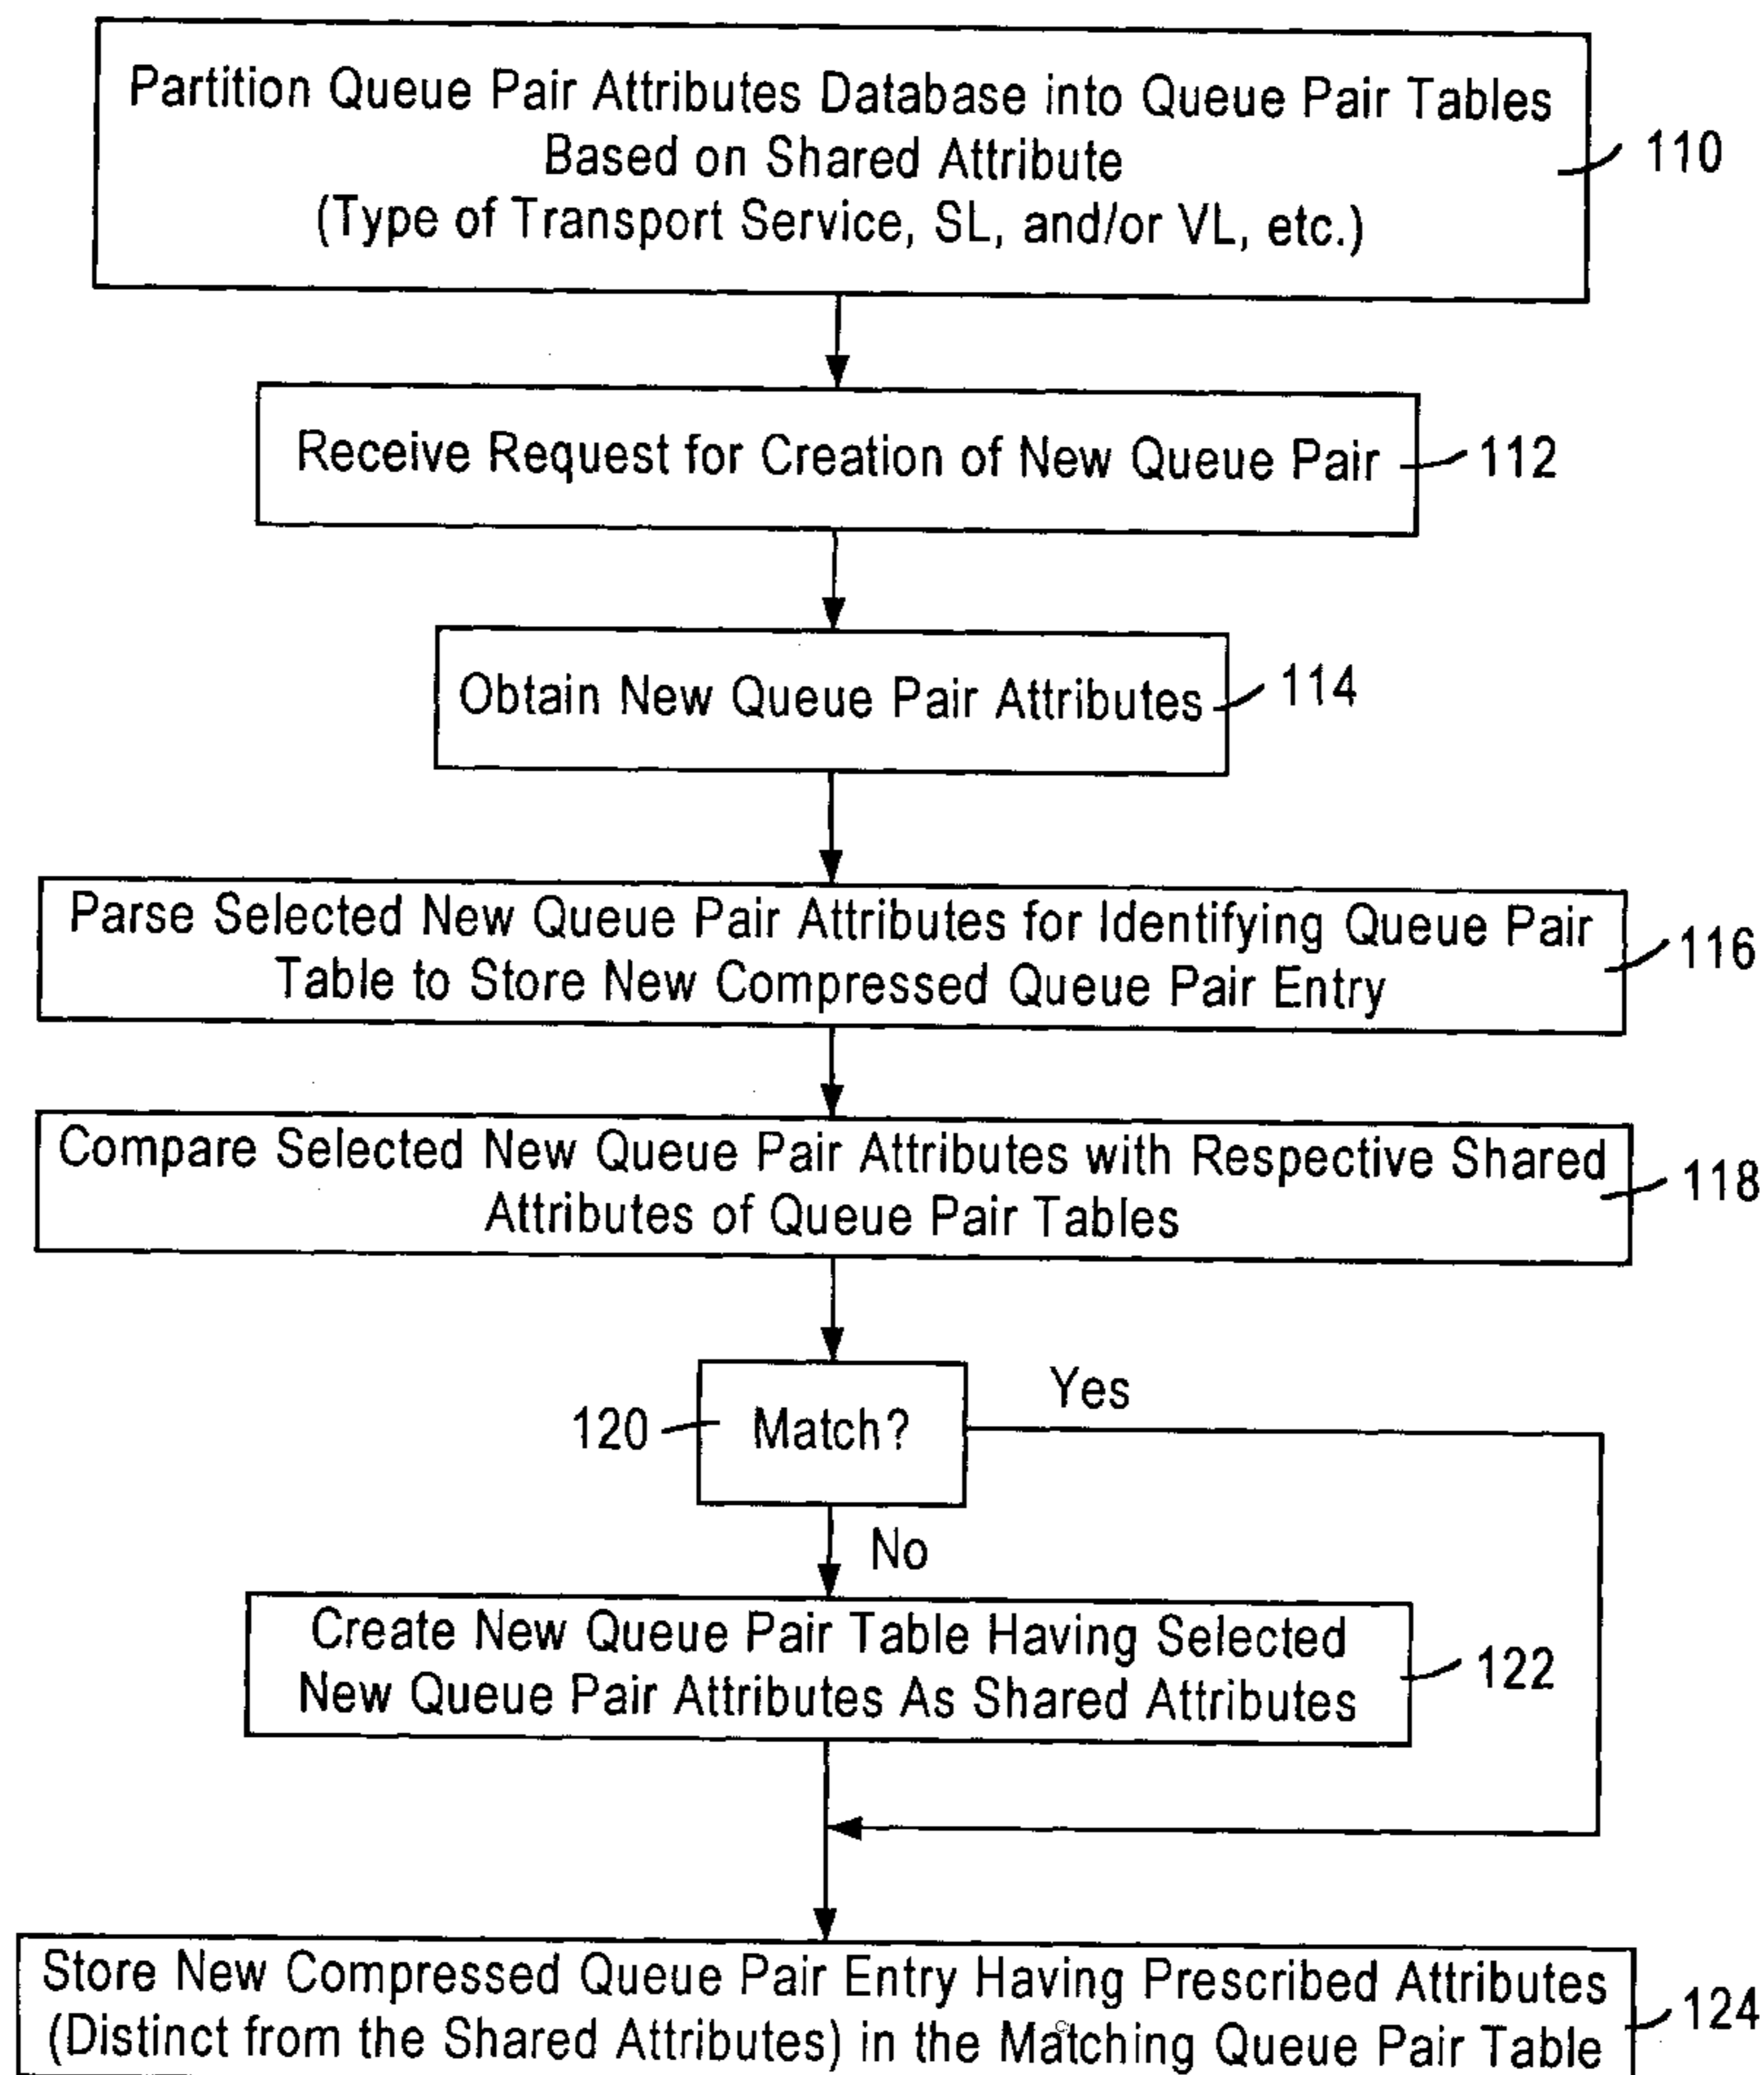 Partition Queue Pair Attributes Database into Queue Pair Tables
Based on Shared Attribute
(Type of Transport Service, SL, and/or VL, etc.)
110
Receive Request for Creation of New Queue Pair
112
Obtain New Queue Pair Attributes
114
Parse Selected New Queue Pair Attributes for Identifying Queue Pair
Table to Store New Compressed Queue Pair Entry
116
Compare Selected New Queue Pair Attributes with Respective Shared
Attributes of Queue Pair Tables
118
120
Match?
Yes
No
Create New Queue Pair Table Having Selected
New Queue Pair Attributes As Shared Attributes
122
Store New Compressed Queue Pair Entry Having Prescribed Attributes
(Distinct from the Shared Attributes) in the Matching Queue Pair Table
124